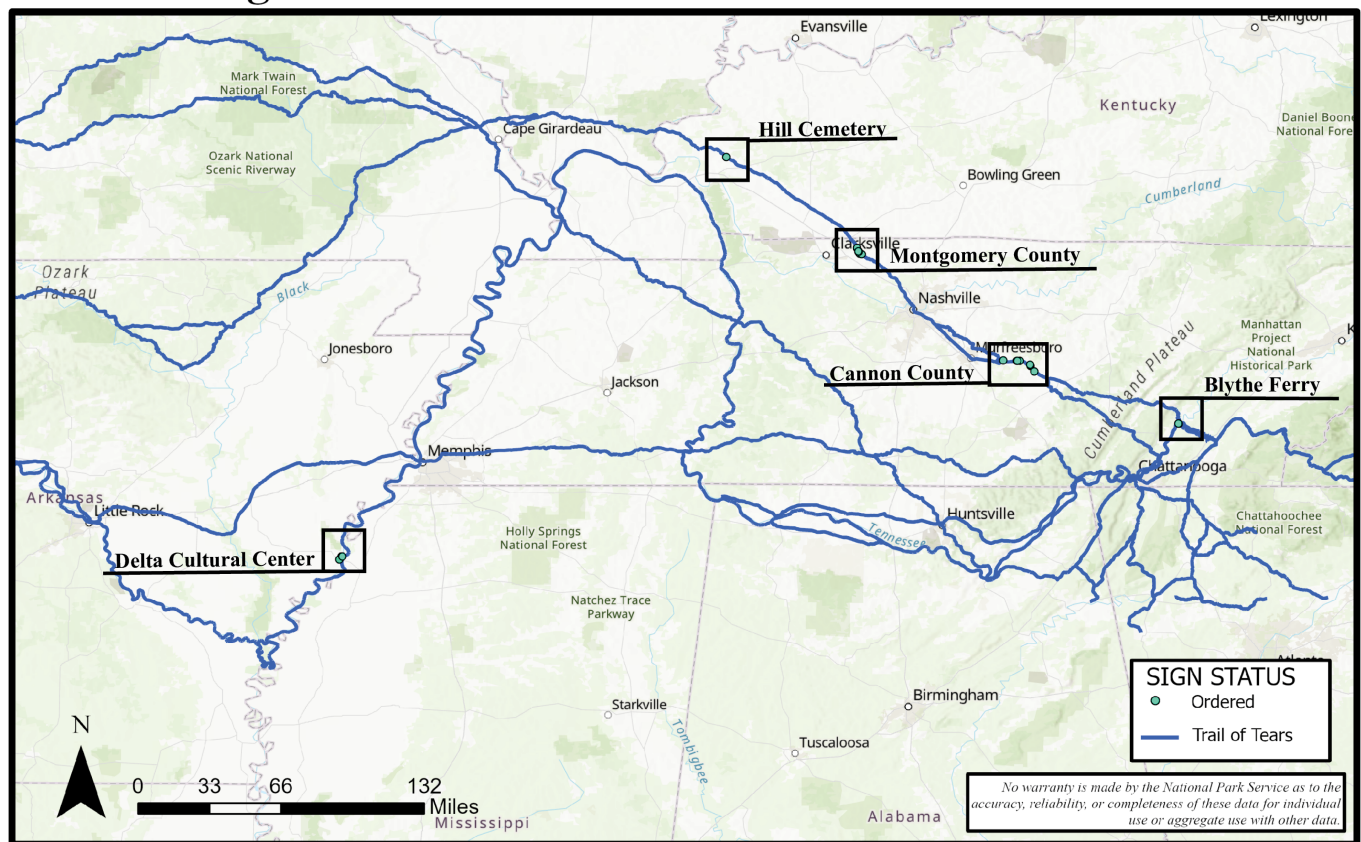 Evansville
Lexington
Mark Twain
National Forest
Kentucky
Cape Girardeau
Hill Cemetery
Daniel Boone
Ozark National
Scenic Riverway
Bowling Green
Cumberland
Clarksville
Montgomery County
Ozark
Plateau
Black
Nashville
Jonesboro
Murfreesboro
Manhattan
Project
National
Historical Park
Cumberland Plateau
Jackson
Cannon County
Blythe Ferry
Memphis
Chattanooga
Arkansas
Little Rock
Huntsville
Tennessee
Chattahoochee
National Forest
Holly Springs
National Forest
Delta Cultural Center
Natchez Trace
Parkway
Atlanta
SIGN STATUS
Ordered
Trail of Tears
Birmingham
Starkville
Tombigbee
Tuscaloosa
N
0 33 66 132
Miles
Mississippi
Alabama
No warranty is made by the National Park Service as to the
accuracy, reliability, or completeness of these data for individual
use or aggregate use with other data.